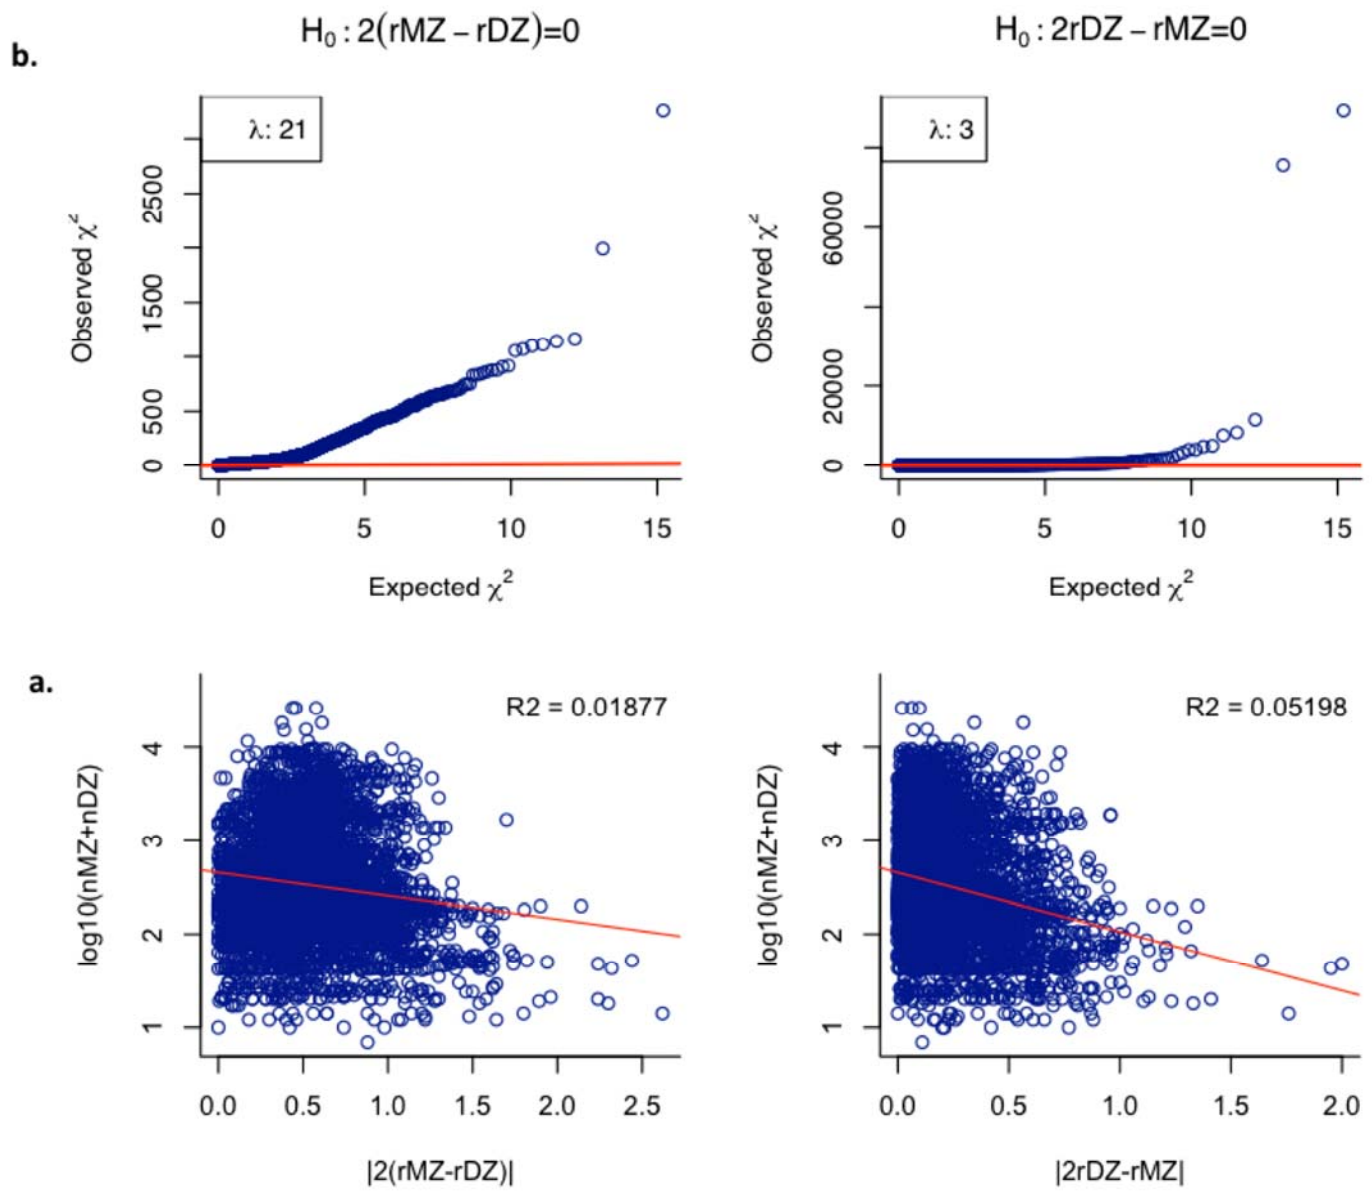 H₀ : 2(rMZ – rDZ)=0
H₀ : 2rDZ – rMZ=0
b.
λ: 21
Observed χ²
0
500
1500
2500
0 5 10 15
Expected χ²
λ: 3
Observed χ²
0
20000
60000
0 5 10 15
Expected χ²
a.
R2 = 0.01877
log10(nMZ+nDZ)
1
2
3
4
0.0 0.5 1.0 1.5 2.0 2.5
|2(rMZ-rDZ)|
R2 = 0.05198
log10(nMZ+nDZ)
1
2
3
4
0.0 0.5 1.0 1.5 2.0
|2rDZ-rMZ|